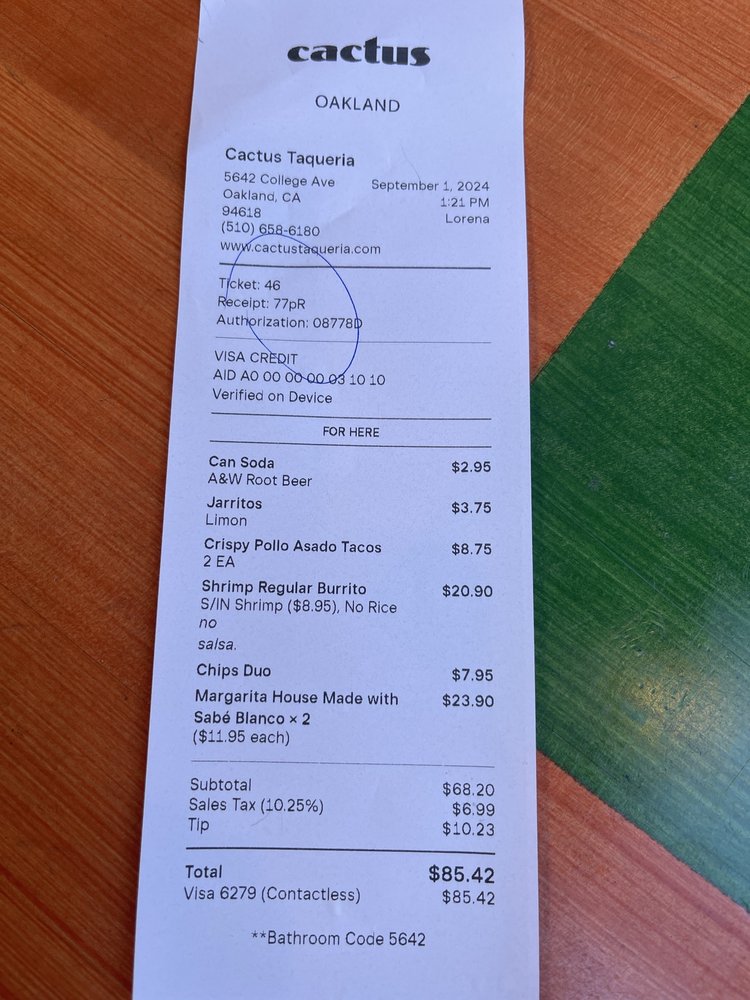 cactus
OAKLAND
Cactus Taqueria
5642 College Ave
Oakland, CA
94618
(510) 658-6180
www.cactustaqueria.com
September 1, 2024
1:21 PM
Lorena
Ticket: 46
Receipt: 77pR
Authorization: 08778D
VISA CREDIT
AID A0 00 00 00 03 10 10
Verified on Device
FOR HERE
Can Soda $2.95
A&W Root Beer
Jarritos $3.75
Limon
Crispy Pollo Asado Tacos $8.75
2 EA
Shrimp Regular Burrito $20.90
S/IN Shrimp ($8.95), No Rice
no
salsa.
Chips Duo $7.95
Margarita House Made with $23.90
Sabé Blanco × 2
($11.95 each)
Subtotal $68.20
Sales Tax (10.25%) $6.99
Tip $10.23
Total $85.42
Visa 6279 (Contactless) $85.42
**Bathroom Code 5642